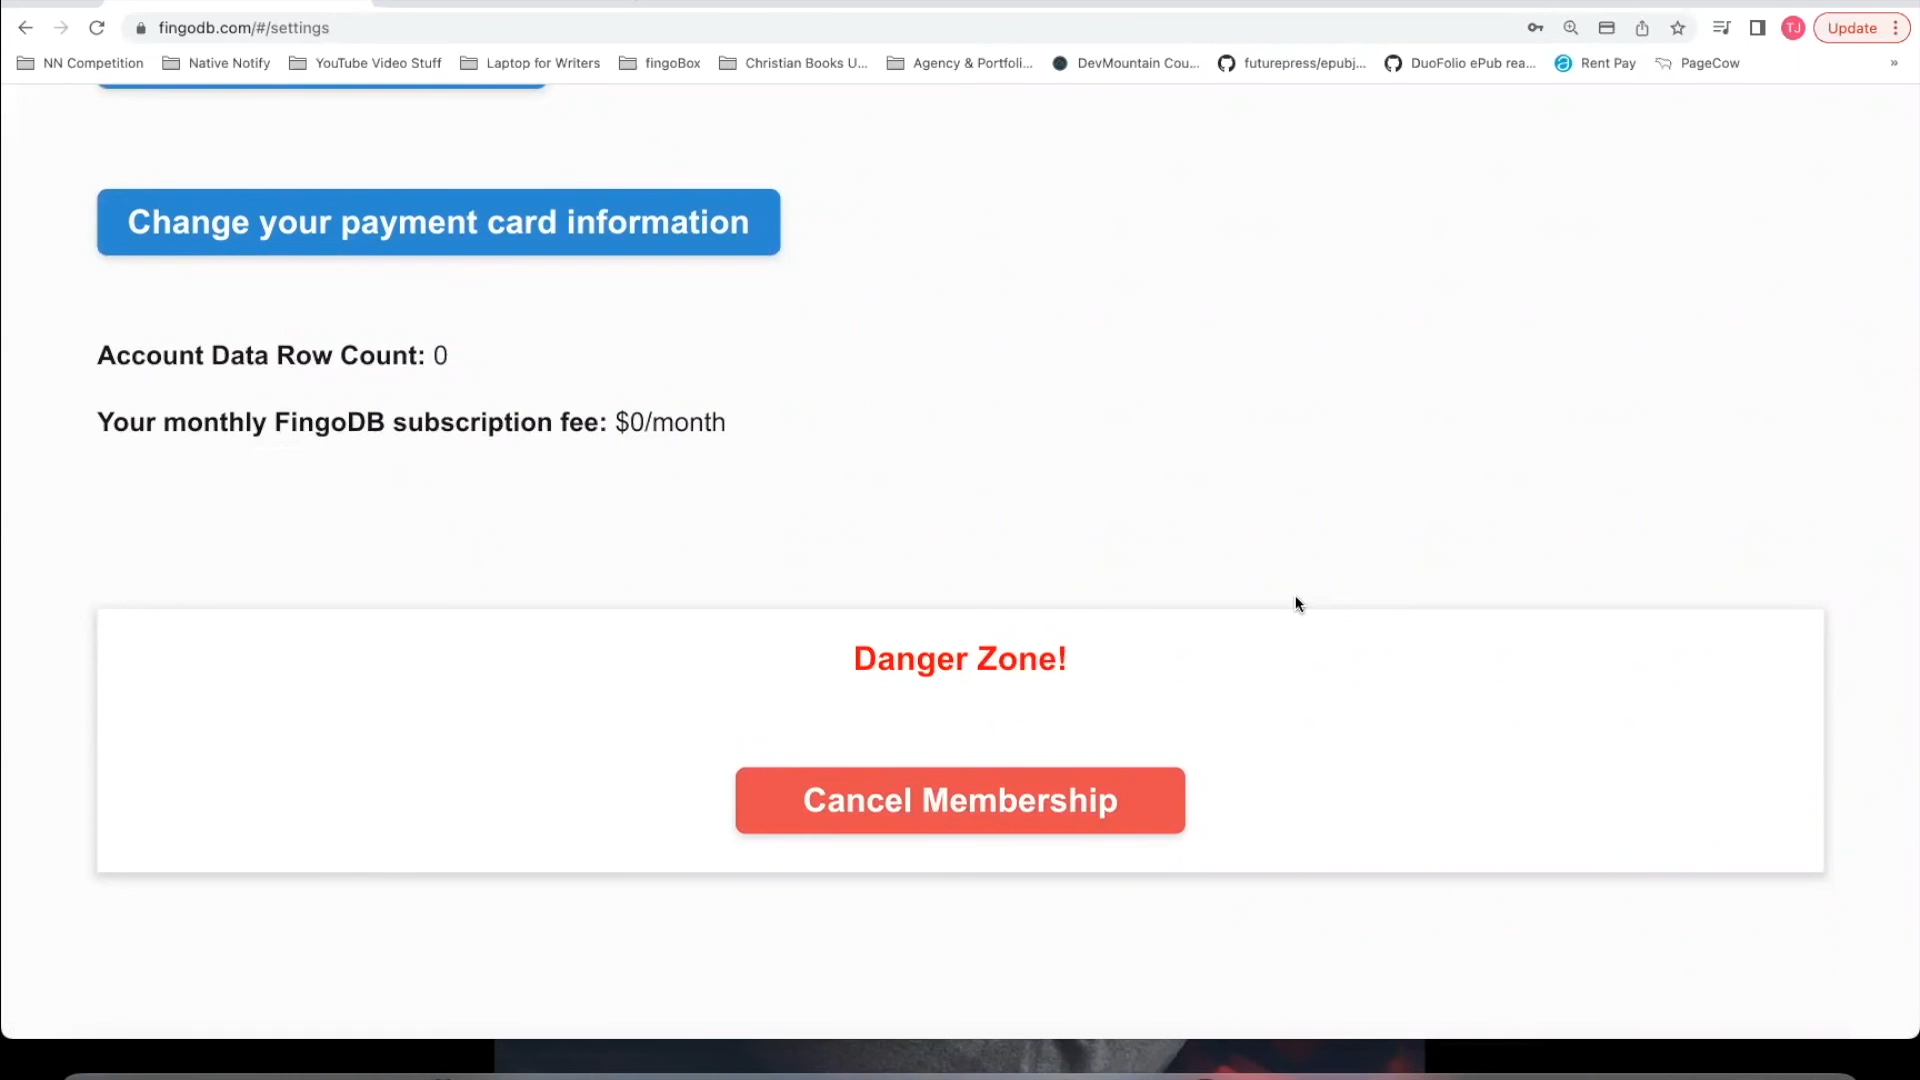 fingodb.com/#/settings
TJ
Update
NN Competition
Native Notify
YouTube Video Stuff
Laptop for Writers
fingoBox
Christian Books U...
Agency & Portfoli...
DevMountain Cou...
futurepress/epubj...
DuoFolio ePub rea...
Rent Pay
PageCow
»
Change your payment card information
Account Data Row Count: 0
Your monthly FingoDB subscription fee: $0/month
Danger Zone!
Cancel Membership